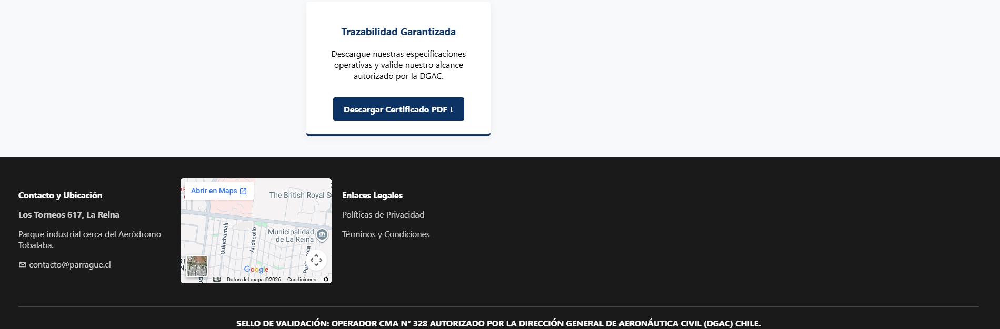 Trazabilidad Garantizada
Descargue nuestras especificaciones
operativas y valide nuestro alcance
autorizado por la DGAC.
Descargar Certificado PDF ↓
Contacto y Ubicación
Los Torneos 617, La Reina
Parque industrial cerca del Aeródromo
Tobalaba.
contacto@parrague.cl
Abrir en Maps
The British Royal S
Municipalidad
de La Reina
Quinchamalí
Andacollo
Google
Datos del mapa ©2026
Condiciones
Enlaces Legales
Políticas de Privacidad
Términos y Condiciones
SELLO DE VALIDACIÓN: OPERADOR CMA N° 328 AUTORIZADO POR LA DIRECCIÓN GENERAL DE AERONÁUTICA CIVIL (DGAC) CHILE.